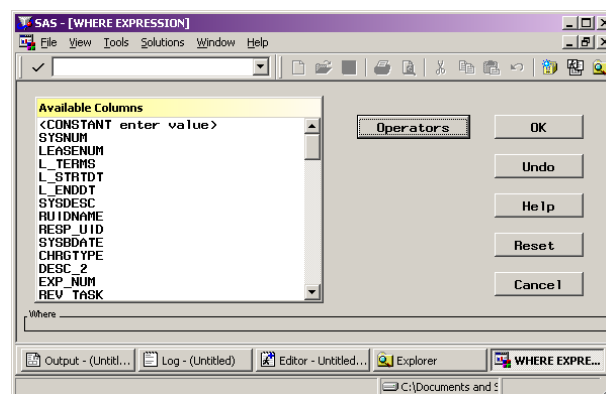 SAS - [WHERE EXPRESSION]
File View Tools Solutions Window Help
Available Columns
<CONSTANT enter value>
SYSNUM
LEASENUM
L_TERMS
L_STRTDT
L_ENDDT
SYSDESC
RUIDNAME
RESP_UID
SYSBDATE
CHRGTYPE
DESC_2
EXP_NUM
REV_TASK
Operators
OK
Undo
Help
Reset
Cancel
Where
Output - (Untitl... Log - (Untitled) Editor - Untitled... Explorer WHERE EXPRE...
C:\Documents and S